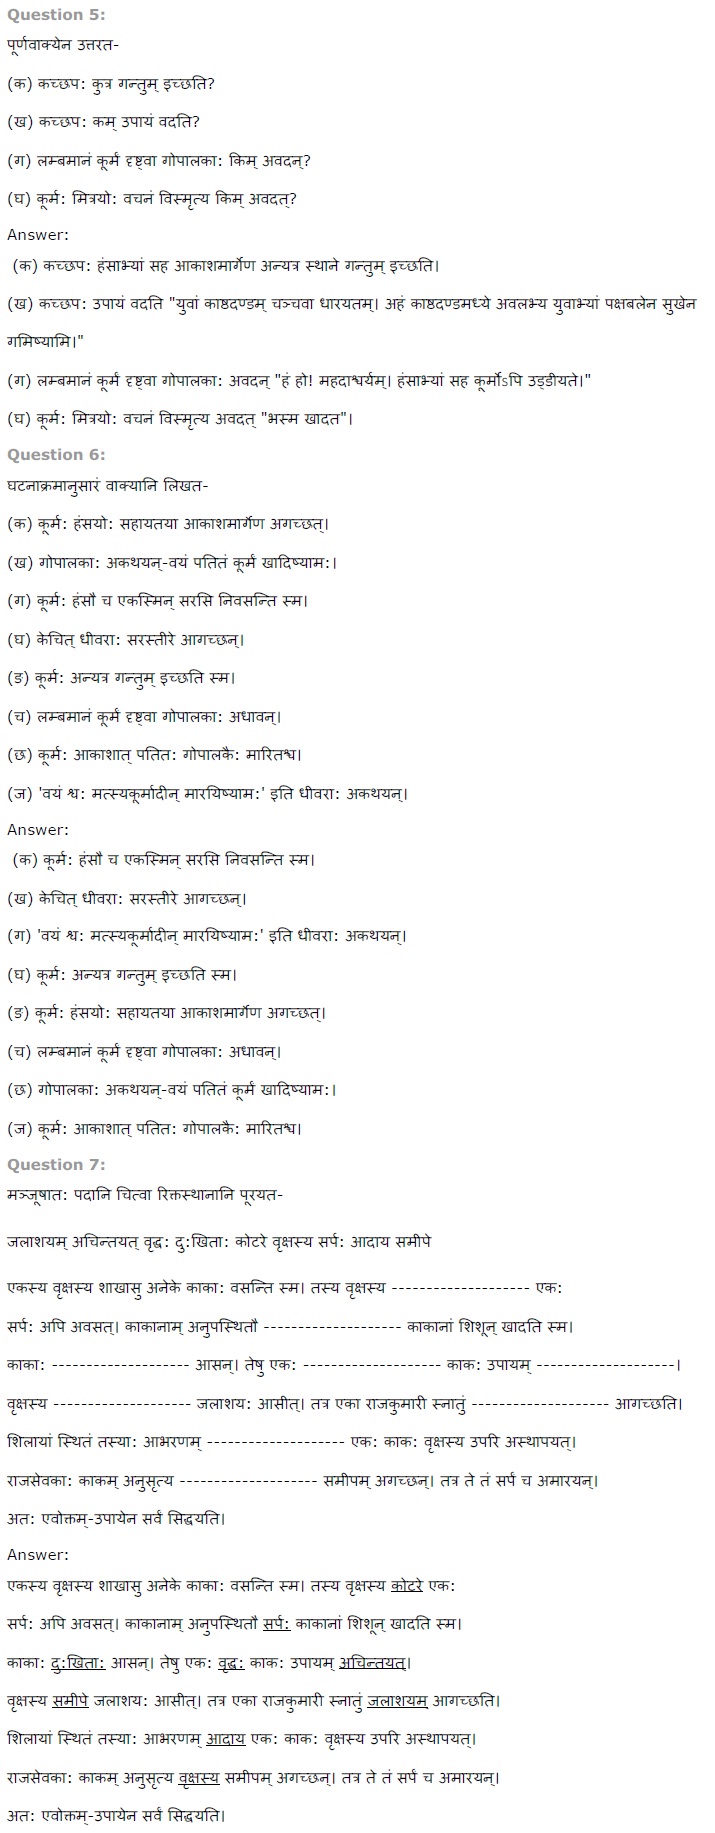 Question 5:
पूर्णवाक्येन उत्तरत-
(क) कच्छप: कुत्र गन्तुम् इच्छति?
(ख) कच्छप: कम् उपायं वदति?
(ग) लम्बमानं कूर्मं दृष्ट्वा गोपालका: किम् अवदन्?
(घ) कूर्म: मित्रयो: वचनं विस्मृत्य किम् अवदत्?
Answer:
(क) कच्छप: हंसाभ्यां सह आकाशमार्गेण अन्यत्र स्थाने गन्तुम् इच्छति।
(ख) कच्छप: उपायं वदति "युवां काष्ठदण्डम् चञ्चवा धारयतम्। अहं काष्ठदण्डमध्ये अवलभ्य युवाभ्यां पक्षबलेन सुखेन
गमिष्यामि।"
(ग) लम्बमानं कूर्मं दृष्ट्वा गोपालका: अवदन् "हं हो! महदाश्चर्यम्। हंसाभ्यां सह कूर्मोऽपि उड्डीयते।"
(घ) कूर्म: मित्रयो: वचनं विस्मृत्य अवदत् "भस्म खादत"।
Question 6:
घटनाक्रमानुसारं वाक्यानि लिखत-
(क) कूर्म: हंसयो: सहायतया आकाशमार्गेण अगच्छत्।
(ख) गोपालका: अकथयन्-वयं पतितं कूर्मं खादिष्याम:।
(ग) कूर्म: हंसौ च एकस्मिन् सरसि निवसन्ति स्म।
(घ) केचित् धीवरा: सरस्तीरे आगच्छन्।
(ङ) कूर्म: अन्यत्र गन्तुम् इच्छति स्म।
(च) लम्बमानं कूर्मं दृष्ट्वा गोपालका: अधावन्।
(छ) कूर्म: आकाशात् पतित: गोपालकै: मारितश्च।
(ज) 'वयं श्व: मत्स्यकूर्मादीन् मारयिष्याम:' इति धीवरा: अकथयन्।
Answer:
(क) कूर्म: हंसौ च एकस्मिन् सरसि निवसन्ति स्म।
(ख) केचित् धीवरा: सरस्तीरे आगच्छन्।
(ग) 'वयं श्व: मत्स्यकूर्मादीन् मारयिष्याम:' इति धीवरा: अकथयन्।
(घ) कूर्म: अन्यत्र गन्तुम् इच्छति स्म।
(ङ) कूर्म: हंसयो: सहायतया आकाशमार्गेण अगच्छत्।
(च) लम्बमानं कूर्मं दृष्ट्वा गोपालका: अधावन्।
(छ) गोपालका: अकथयन्-वयं पतितं कूर्मं खादिष्याम:।
(ज) कूर्म: आकाशात् पतित: गोपालकै: मारितश्च।
Question 7:
मञ्जूषात: पदानि चित्वा रिक्तस्थानानि पूरयत-
जलाशयम् अचिन्तयत् वृद्ध: दु:खिता: कोटरे वृक्षस्य सर्प: आदाय समीपे
एकस्य वृक्षस्य शाखासु अनेके काका: वसन्ति स्म। तस्य वृक्षस्य -------------------- एक:
सर्प: अपि अवसत्। काकानाम् अनुपस्थितौ -------------------- काकानां शिशून् खादति स्म।
काका: -------------------- आसन्। तेषु एक: -------------------- काक: उपायम् --------------------।
वृक्षस्य -------------------- जलाशय: आसीत्। तत्र एका राजकुमारी स्नातुं -------------------- आगच्छति।
शिलायां स्थितं तस्या: आभरणम् -------------------- एक: काक: वृक्षस्य उपरि अस्थापयत्।
राजसेवका: काकम् अनुसृत्य -------------------- समीपम् अगच्छन्। तत्र ते तं सर्पं च अमारयन्।
अत: एवोक्तम्-उपायेन सर्वं सिद्धयति।
Answer:
एकस्य वृक्षस्य शाखासु अनेके काका: वसन्ति स्म। तस्य वृक्षस्य कोटरे एक:
सर्प: अपि अवसत्। काकानाम् अनुपस्थितौ सर्प: काकानां शिशून् खादति स्म।
काका: दु:खिता: आसन्। तेषु एक: वृद्ध: काक: उपायम् अचिन्तयत्।
वृक्षस्य समीपे जलाशय: आसीत्। तत्र एका राजकुमारी स्नातुं जलाशयम् आगच्छति।
शिलायां स्थितं तस्या: आभरणम् आदाय एक: काक: वृक्षस्य उपरि अस्थापयत्।
राजसेवका: काकम् अनुसृत्य वृक्षस्य समीपम् अगच्छन्। तत्र ते तं सर्पं च अमारयन्।
अत: एवोक्तम्-उपायेन सर्वं सिद्धयति।